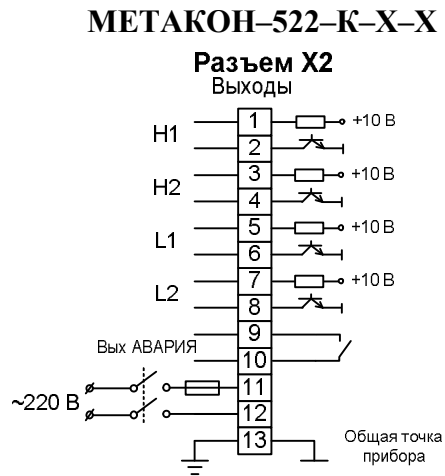 МЕТАКОН–522–К–Х–Х
Разъем X2
Выходы
H1
1
+10 В
2
H2
3
+10 В
4
L1
5
+10 В
6
L2
7
+10 В
8
9
Вых АВАРИЯ
10
~220 В
11
12
13
Общая точка
прибора